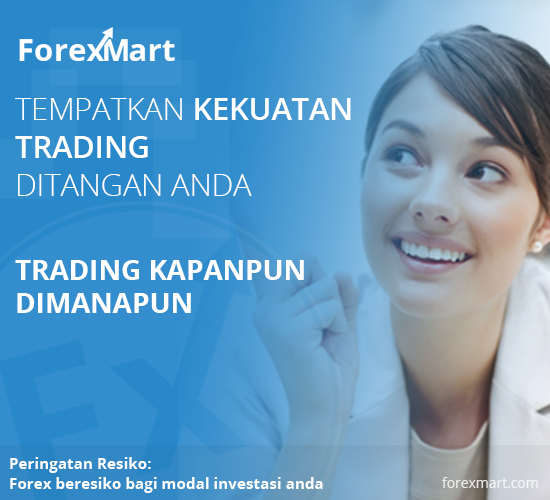 ForexMart
TEMPATKAN KEKUATAN
TRADING
DITANGAN ANDA
TRADING KAPANPUN
DIMANAPUN
FX
Peringatan Resiko:
Forex beresiko bagi modal investasi anda
forexmart.com